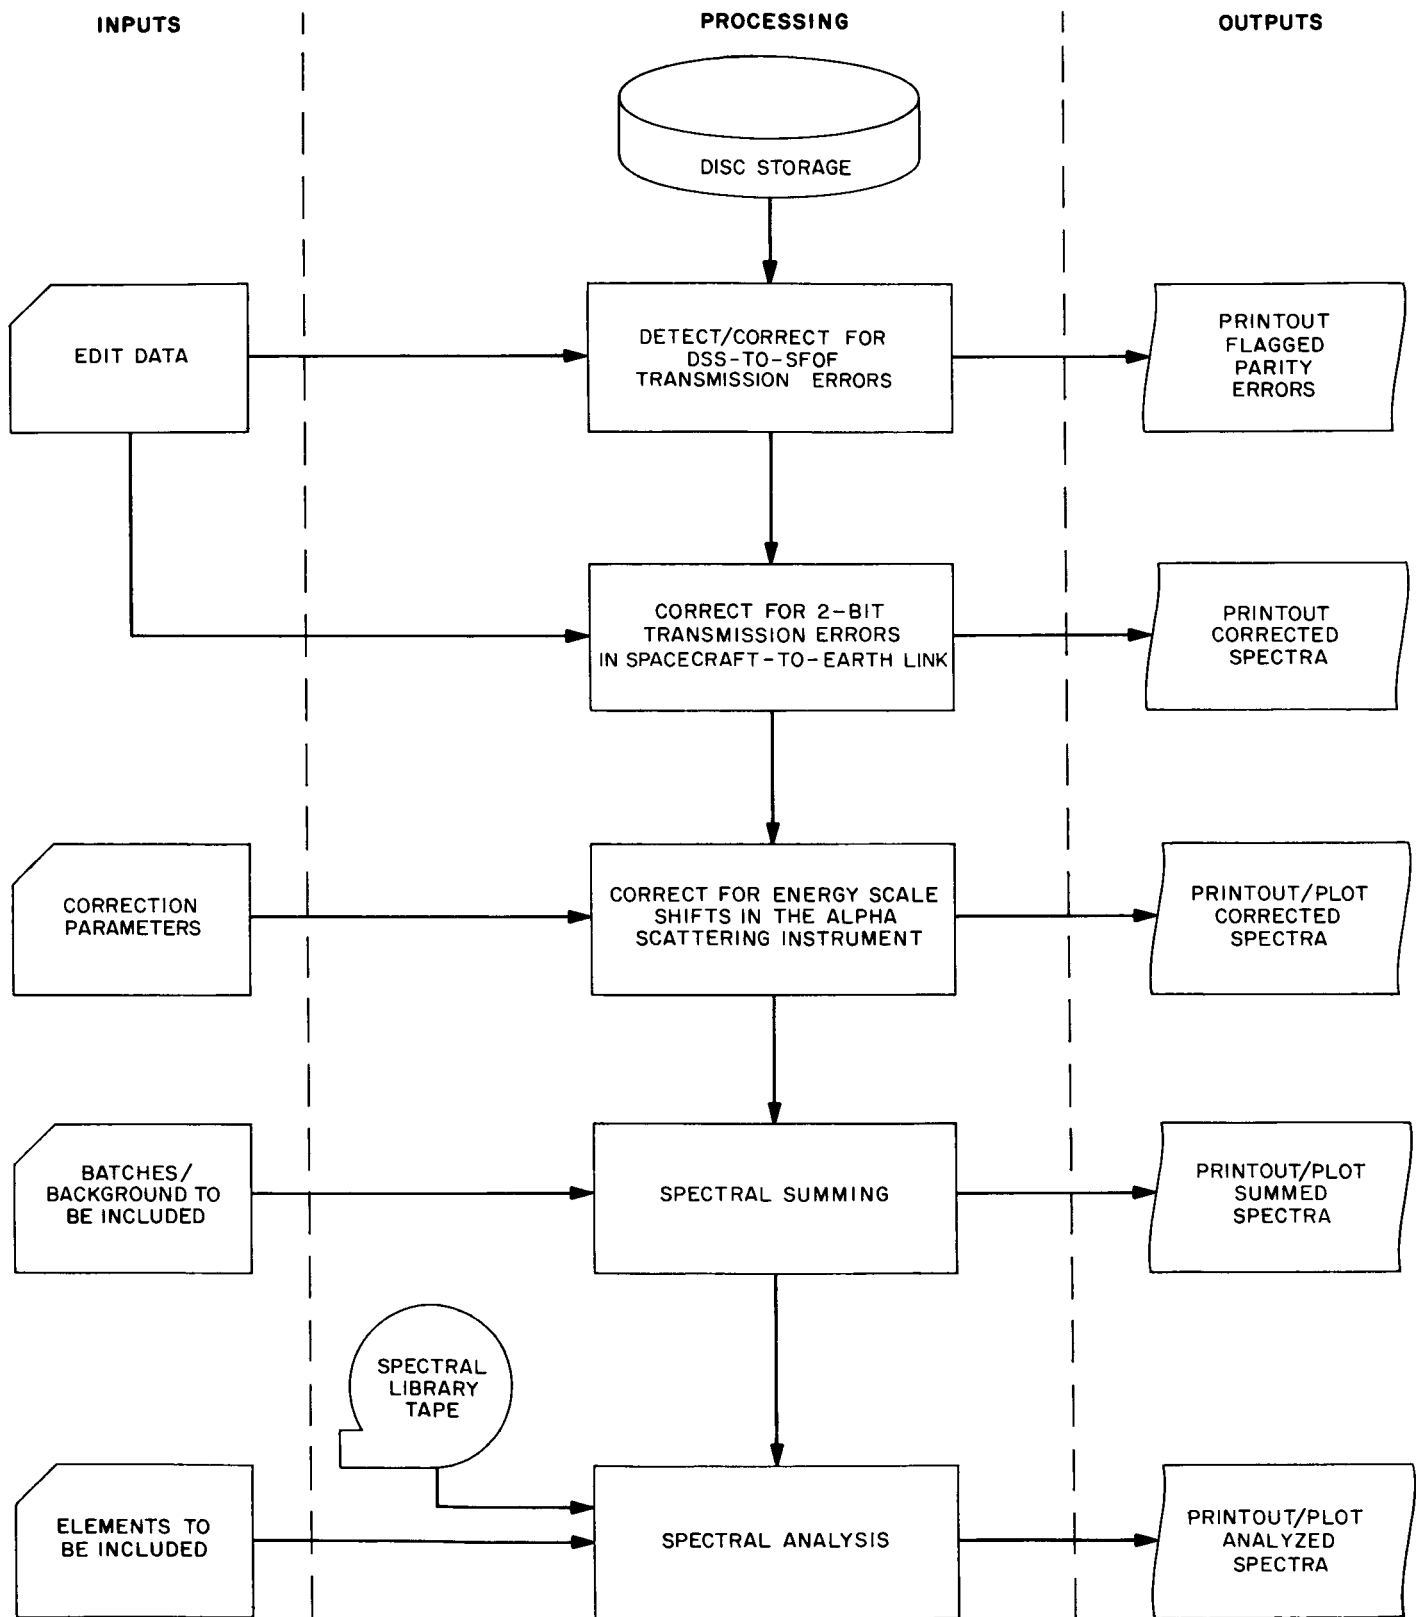 INPUTS
PROCESSING
OUTPUTS
DISC STORAGE
EDIT DATA
DETECT/CORRECT FOR
DSS-TO-SFOF
TRANSMISSION ERRORS
PRINTOUT
FLAGGED
PARITY
ERRORS
CORRECT FOR 2-BIT
TRANSMISSION ERRORS
IN SPACECRAFT-TO-EARTH LINK
PRINTOUT
CORRECTED
SPECTRA
CORRECTION
PARAMETERS
CORRECT FOR ENERGY SCALE
SHIFTS IN THE ALPHA
SCATTERING INSTRUMENT
PRINTOUT/PLOT
CORRECTED
SPECTRA
BATCHES/
BACKGROUND TO
BE INCLUDED
SPECTRAL SUMMING
PRINTOUT/PLOT
SUMMED
SPECTRA
SPECTRAL
LIBRARY
TAPE
ELEMENTS TO
BE INCLUDED
SPECTRAL ANALYSIS
PRINTOUT/PLOT
ANALYZED
SPECTRA